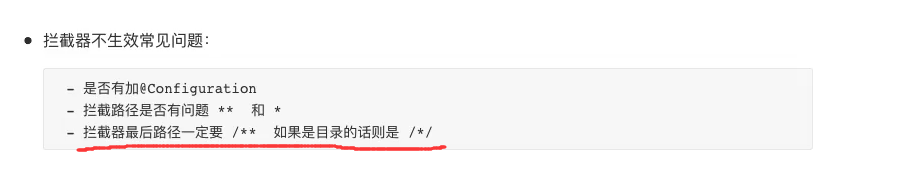 ● 拦截器不生效常见问题：
- 是否有加@Configuration
- 拦截路径是否有问题 ** 和 *
- 拦截器最后路径一定要 /** 如果是目录的话则是 /*/